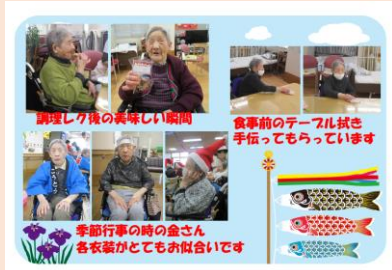 調理レク後の美味しい瞬間
食事前のテーブル拭き
手伝ってもらっています
季節行事の時の金さん
各衣装がとてもお似合いです